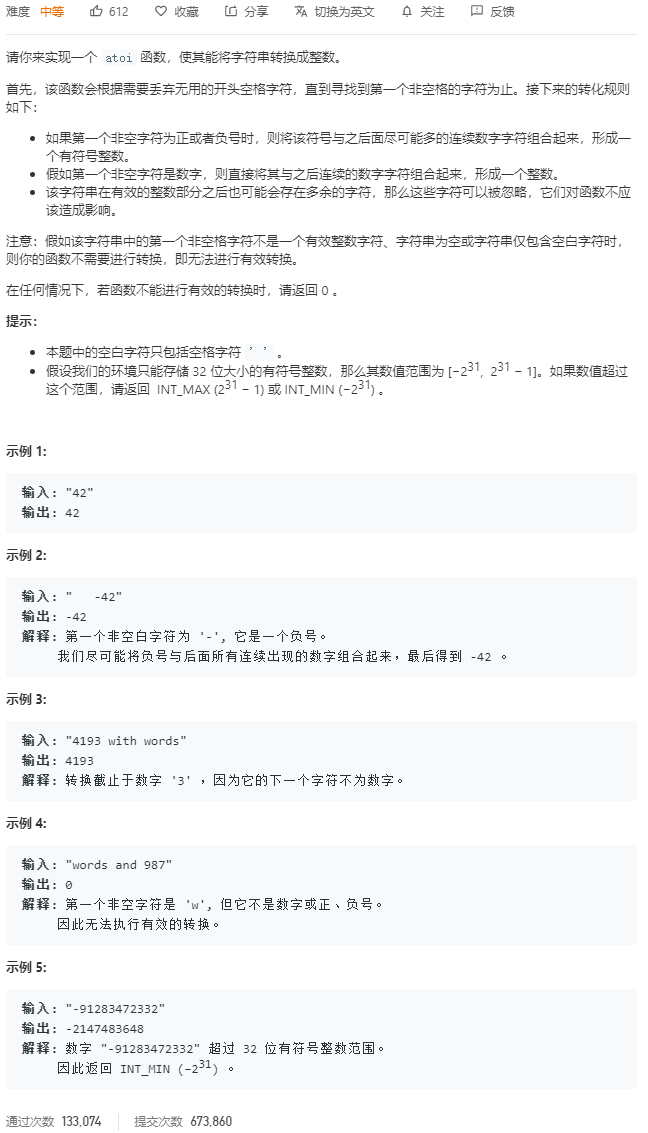 难度 中等 612 收藏 分享 切换为英文 关注 反馈
请你来实现一个 atoi 函数，使其能将字符串转换成整数。
首先，该函数会根据需要丢弃无用的开头空格字符，直到寻找到第一个非空格的字符为止。接下来的转化规则
如下：
• 如果第一个非空字符为正或者负号时，则将该符号与之后面尽可能多的连续数字字符组合起来，形成一
个有符号整数。
• 假如第一个非空字符是数字，则直接将其与之后连续的数字字符组合起来，形成一个整数。
• 该字符串在有效的整数部分之后也可能会存在多余的字符，那么这些字符可以被忽略，它们对函数不应
该造成影响。
注意：假如该字符串中的第一个非空格字符不是一个有效整数字符、字符串为空或字符串仅包含空白字符时，
则你的函数不需要进行转换，即无法进行有效转换。
在任何情况下，若函数不能进行有效的转换时，请返回 0 。
提示：
• 本题中的空白字符只包括空格字符 ' ' 。
• 假设我们的环境只能存储 32 位大小的有符号整数，那么其数值范围为 [−2^31, 2^31 − 1]。如果数值超过
这个范围，请返回 INT_MAX (2^31 − 1) 或 INT_MIN (−2^31) 。
示例 1:
输入: "42"
输出: 42
示例 2:
输入: "   -42"
输出: -42
解释: 第一个非空白字符为 '-', 它是一个负号。
我们尽可能将负号与后面所有连续出现的数字组合起来，最后得到 -42 。
示例 3:
输入: "4193 with words"
输出: 4193
解释: 转换截止于数字 '3' ，因为它的下一个字符不为数字。
示例 4:
输入: "words and 987"
输出: 0
解释: 第一个非空字符是 'w', 但它不是数字或正、负号。
因此无法执行有效的转换。
示例 5:
输入: "-91283472332"
输出: -2147483648
解释: 数字 "-91283472332" 超过 32 位有符号整数范围。
因此返回 INT_MIN (−2^31) 。
通过次数 133,074 提交次数 673,860